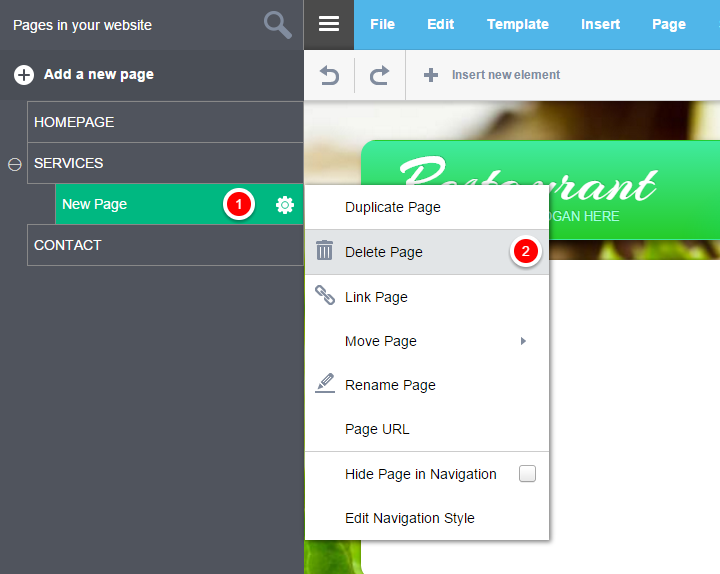 Pages in your website
File Edit Template Insert Page
Add a new page
Insert new element
HOMEPAGE
SERVICES
Restaurant
New Page 1
Duplicate Page
OGAN HERE
CONTACT
Delete Page 2
Link Page
Move Page
Rename Page
Page URL
Hide Page in Navigation
Edit Navigation Style